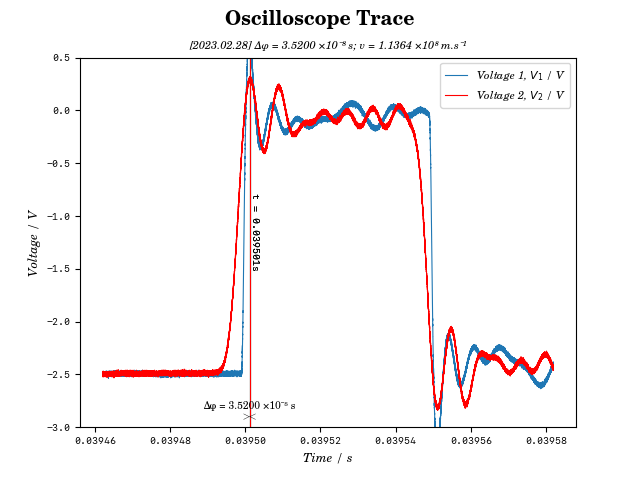 Oscilloscope Trace
[2023.02.28] Δφ = 3.5200 ×10⁻⁸ s; v = 1.1364 ×10⁸ m.s⁻¹
Voltage 1, V₁ / V
Voltage 2, V₂ / V
0.5
0.0
−0.5
−1.0
−1.5
−2.0
−2.5
−3.0
Voltage / V
t = 0.039501s
Δφ = 3.5200 ×10⁻⁸ s
0.03946
0.03948
0.03950
0.03952
0.03954
0.03956
0.03958
Time / s